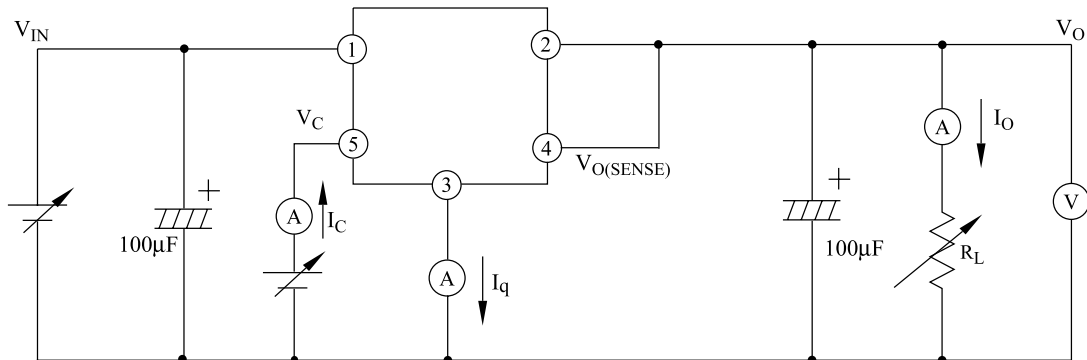 V_IN
V_O
1
2
V_C
5
4
A
I_O
V_O(SENSE)
3
+
+
A
I_C
V
100μF
100μF
R_L
A
I_q